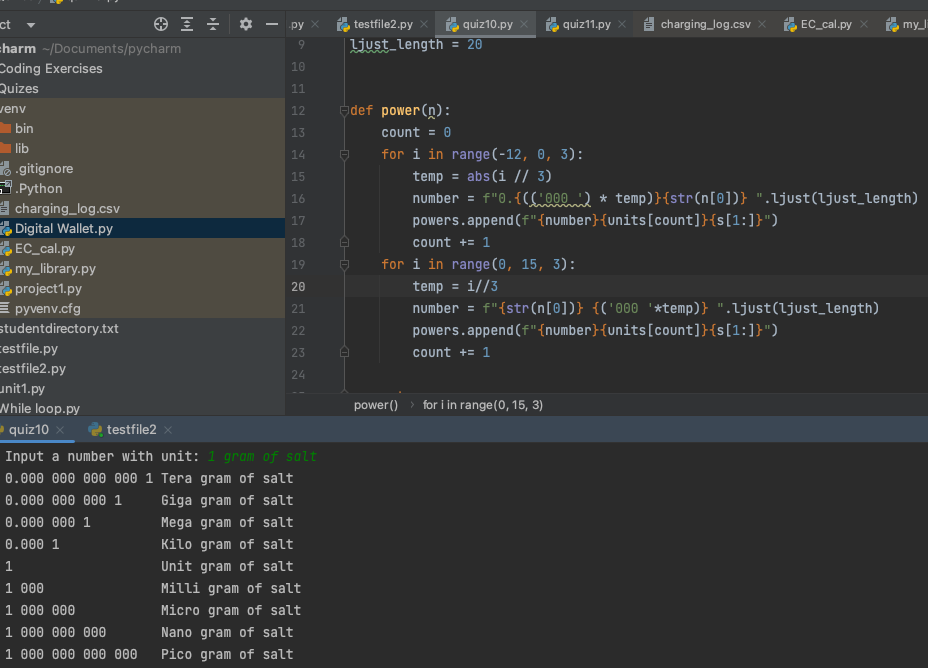 ct
.py
testfile2.py
quiz10.py
quiz11.py
charging_log.csv
EC_cal.py
my_l
charm ~/Documents/pycharm
Coding Exercises
Quizes
venv
bin
lib
.gitignore
.Python
charging_log.csv
Digital Wallet.py
EC_cal.py
my_library.py
project1.py
pyvenv.cfg
studentdirectory.txt
testfile.py
testfile2.py
unit1.py
While loop.py
9 ljust_length = 20
10
11
12 def power(n):
13 count = 0
14 for i in range(-12, 0, 3):
15 temp = abs(i // 3)
16 number = f"0.{(('000 ') * temp)}{str(n[0])} ".ljust(ljust_length)
17 powers.append(f"{number}{units[count]}{s[1:]}")
18 count += 1
19 for i in range(0, 15, 3):
20 temp = i//3
21 number = f"{str(n[0])} {('000 '*temp)} ".ljust(ljust_length)
22 powers.append(f"{number}{units[count]}{s[1:]}")
23 count += 1
24
power() › for i in range(0, 15, 3)
quiz10
testfile2
Input a number with unit: 1 gram of salt
0.000 000 000 000 1 Tera gram of salt
0.000 000 000 1 Giga gram of salt
0.000 000 1 Mega gram of salt
0.000 1 Kilo gram of salt
1 Unit gram of salt
1 000 Milli gram of salt
1 000 000 Micro gram of salt
1 000 000 000 Nano gram of salt
1 000 000 000 000 Pico gram of salt